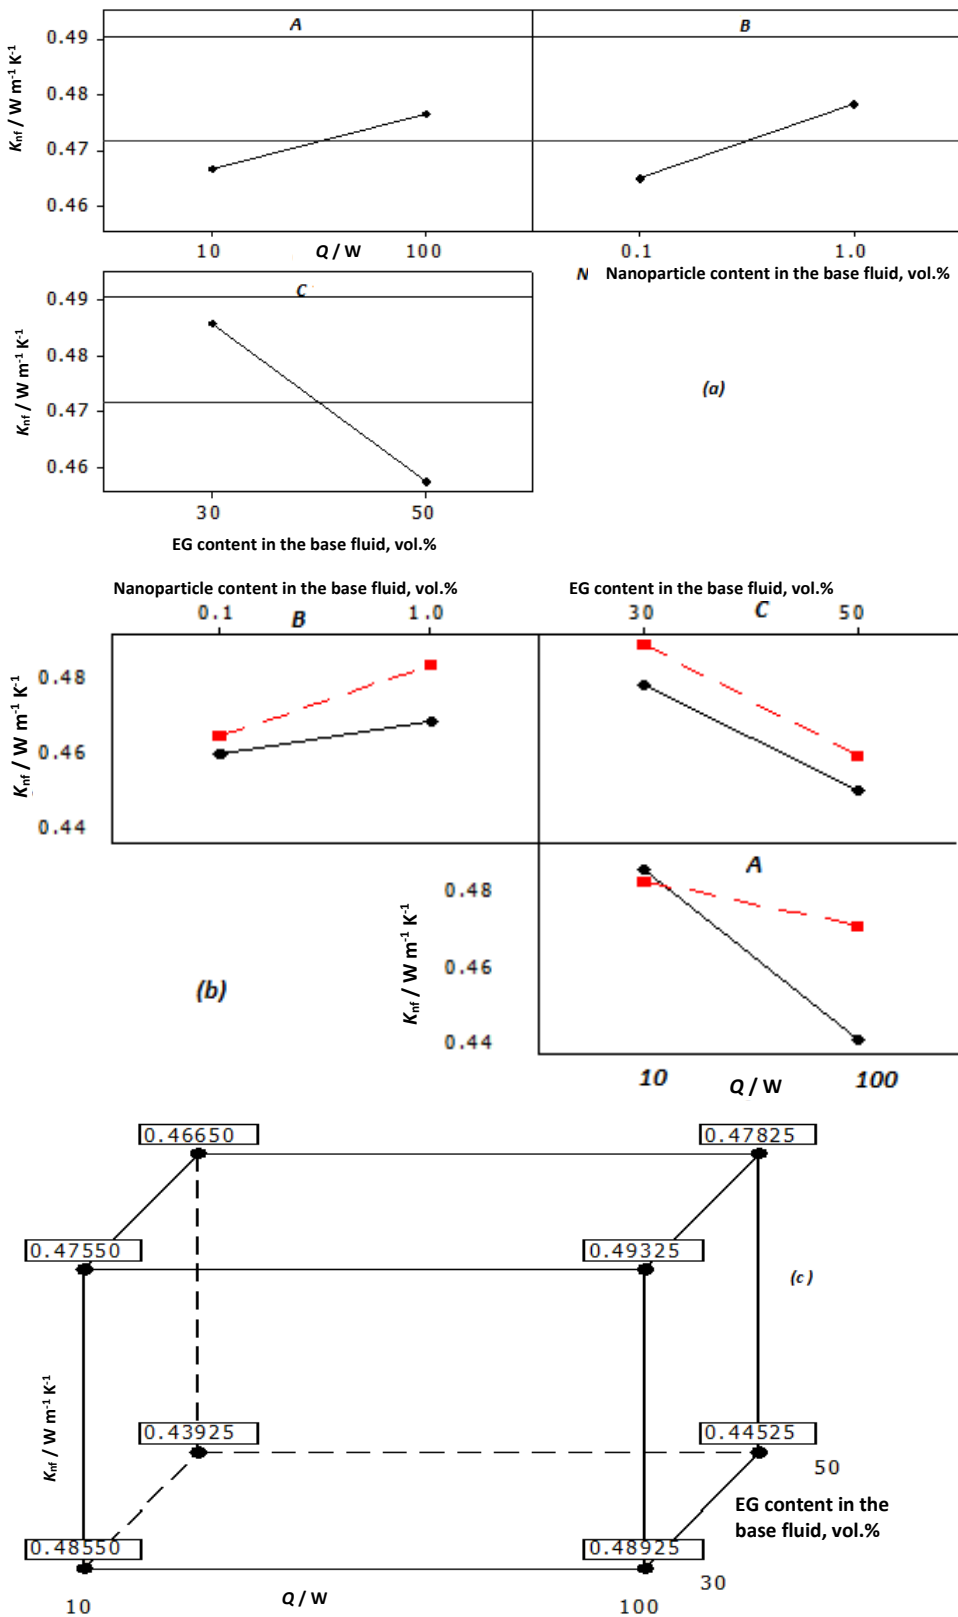 A
B
0.49
0.48
0.47
0.46
Knf / W m-1 K-1
10
Q / W
100
0.1
1.0
N Nanoparticle content in the base fluid, vol.%
C
0.49
0.48
0.47
0.46
Knf / W m-1 K-1
(a)
30
50
EG content in the base fluid, vol.%
Nanoparticle content in the base fluid, vol.%
EG content in the base fluid, vol.%
0.1
B
1.0
30
C
50
0.48
0.46
0.44
Knf / W m-1 K-1
A
0.48
0.46
0.44
Knf / W m-1 K-1
(b)
10
Q / W
100
0.46650
0.47825
0.47550
0.49325
(c)
Knf / W m-1 K-1
0.43925
0.44525
50
EG content in the
base fluid, vol.%
0.48550
0.48925
30
10
Q / W
100